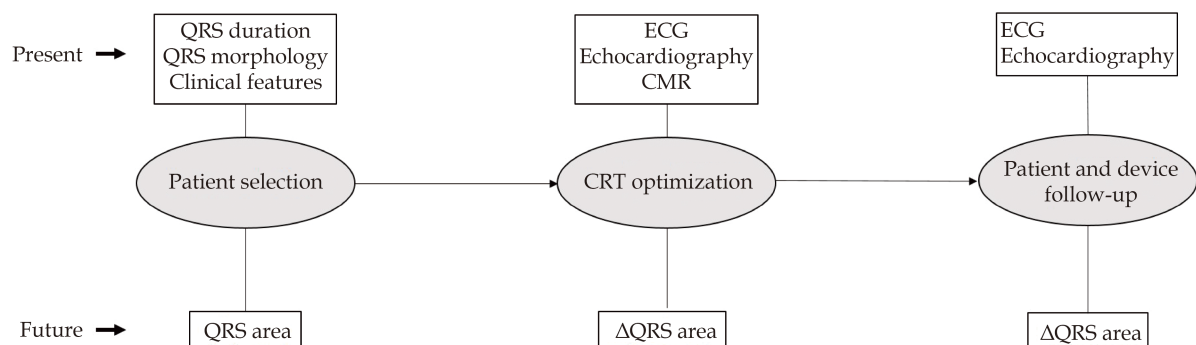 Present
QRS duration
QRS morphology
Clinical features
ECG
Echocardiography
CMR
ECG
Echocardiography
Patient selection
CRT optimization
Patient and device
follow-up
Future
QRS area
ΔQRS area
ΔQRS area